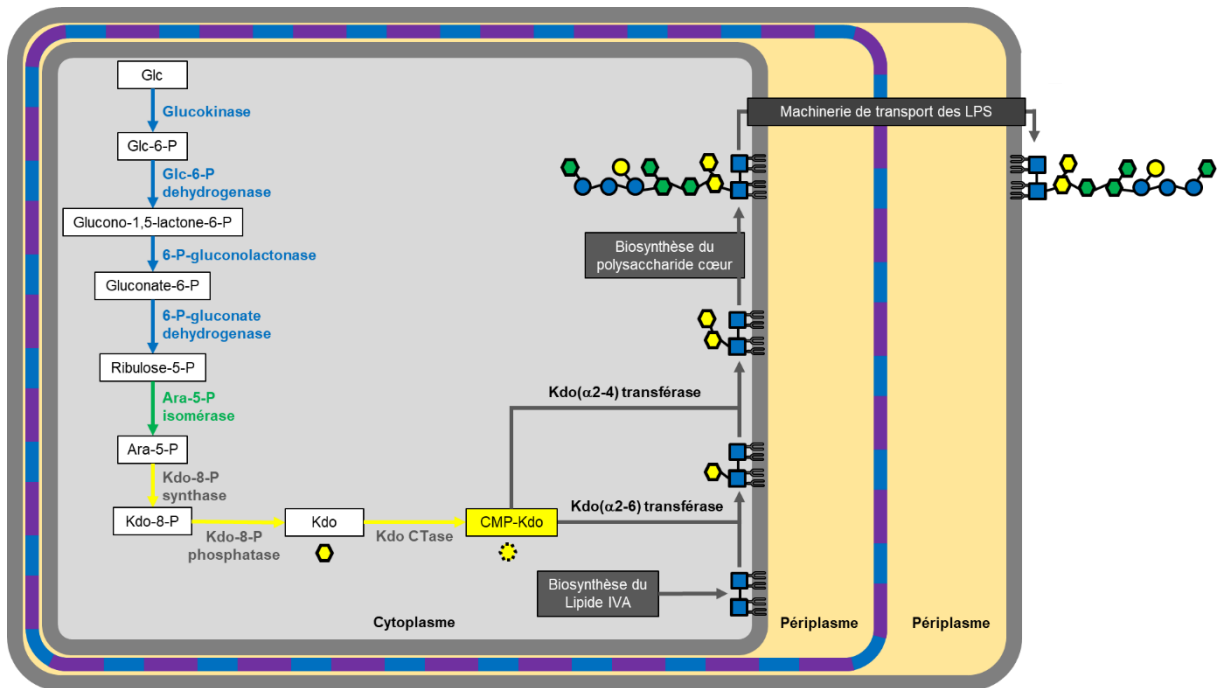 Glc
Glucokinase
Machinerie de transport des LPS
Glc-6-P
Glc-6-P
dehydrogenase
Glucono-1,5-lactone-6-P
6-P-gluconolactonase
Biosynthèse du
polysaccharide cœur
Gluconate-6-P
6-P-gluconate
dehydrogenase
Ribulose-5-P
Ara-5-P
isomérase
Kdo(α2-4) transférase
Ara-5-P
Kdo-8-P
synthase
Kdo(α2-6) transférase
Kdo-8-P
Kdo-8-P
phosphatase
Kdo
Kdo CTase
CMP-Kdo
Biosynthèse du
Lipide IVA
Cytoplasme
Périplasme
Périplasme